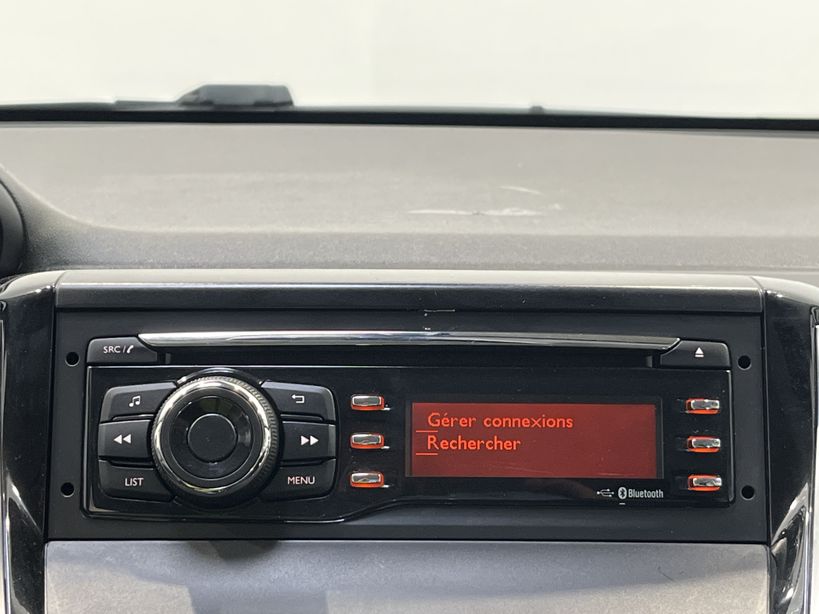 SRC /
Gérer connexions
Rechercher
LIST
MENU
Bluetooth